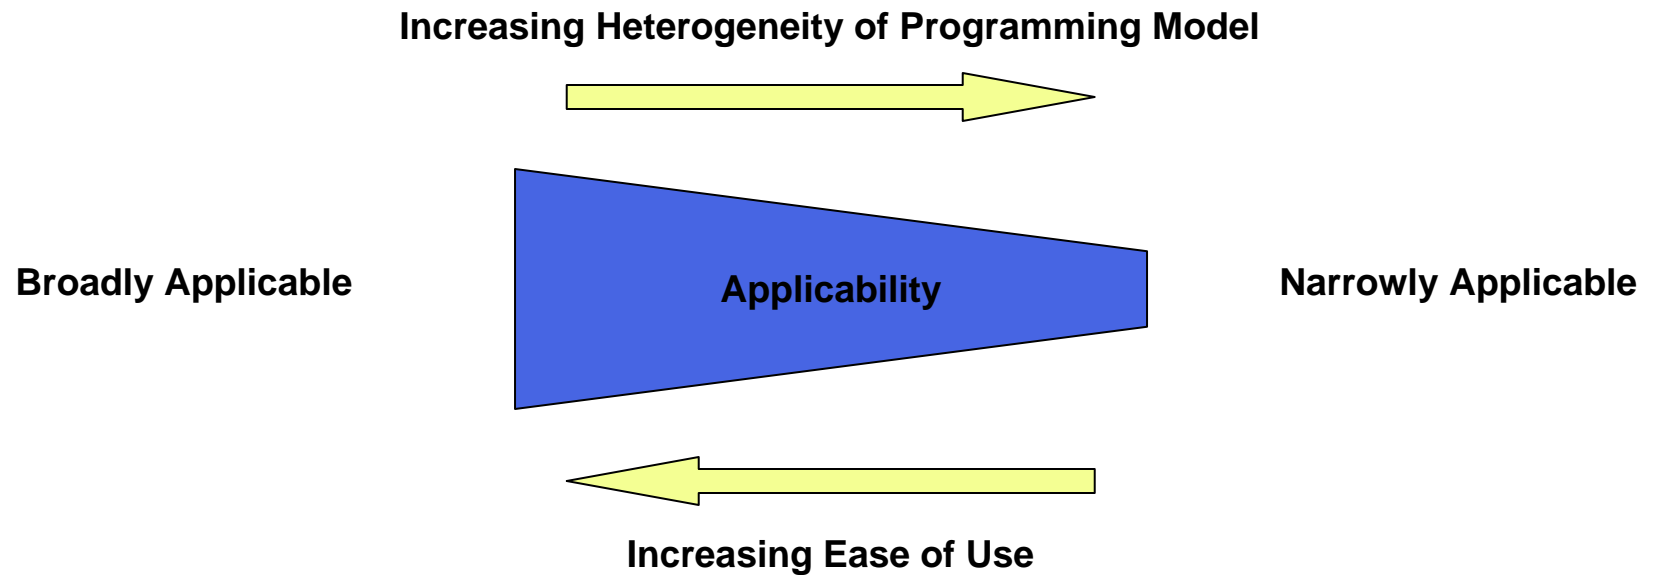 Increasing Heterogeneity of Programming Model
Broadly Applicable
Applicability
Narrowly Applicable
Increasing Ease of Use